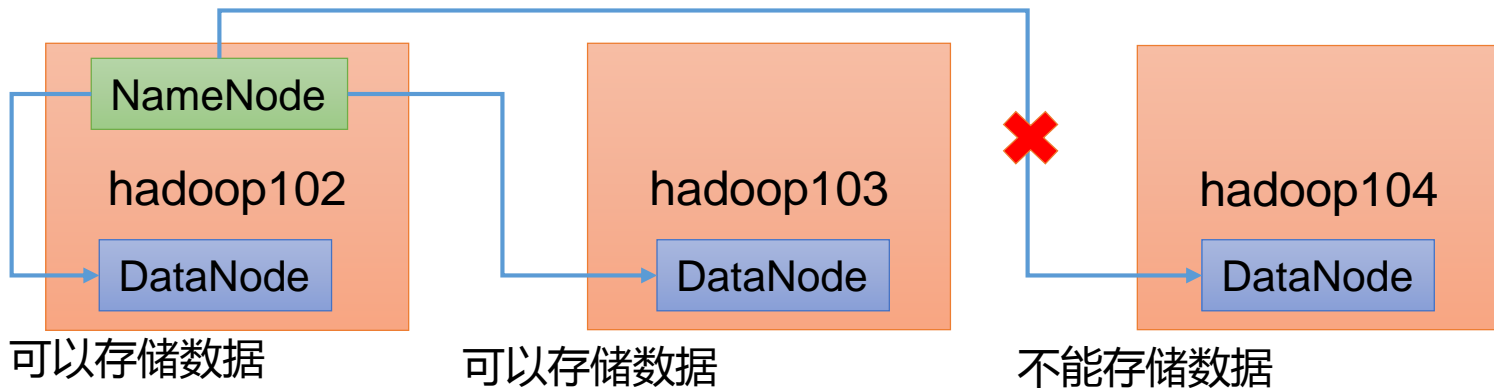 NameNode
hadoop102
DataNode
可以存储数据
hadoop103
DataNode
可以存储数据
hadoop104
DataNode
不能存储数据